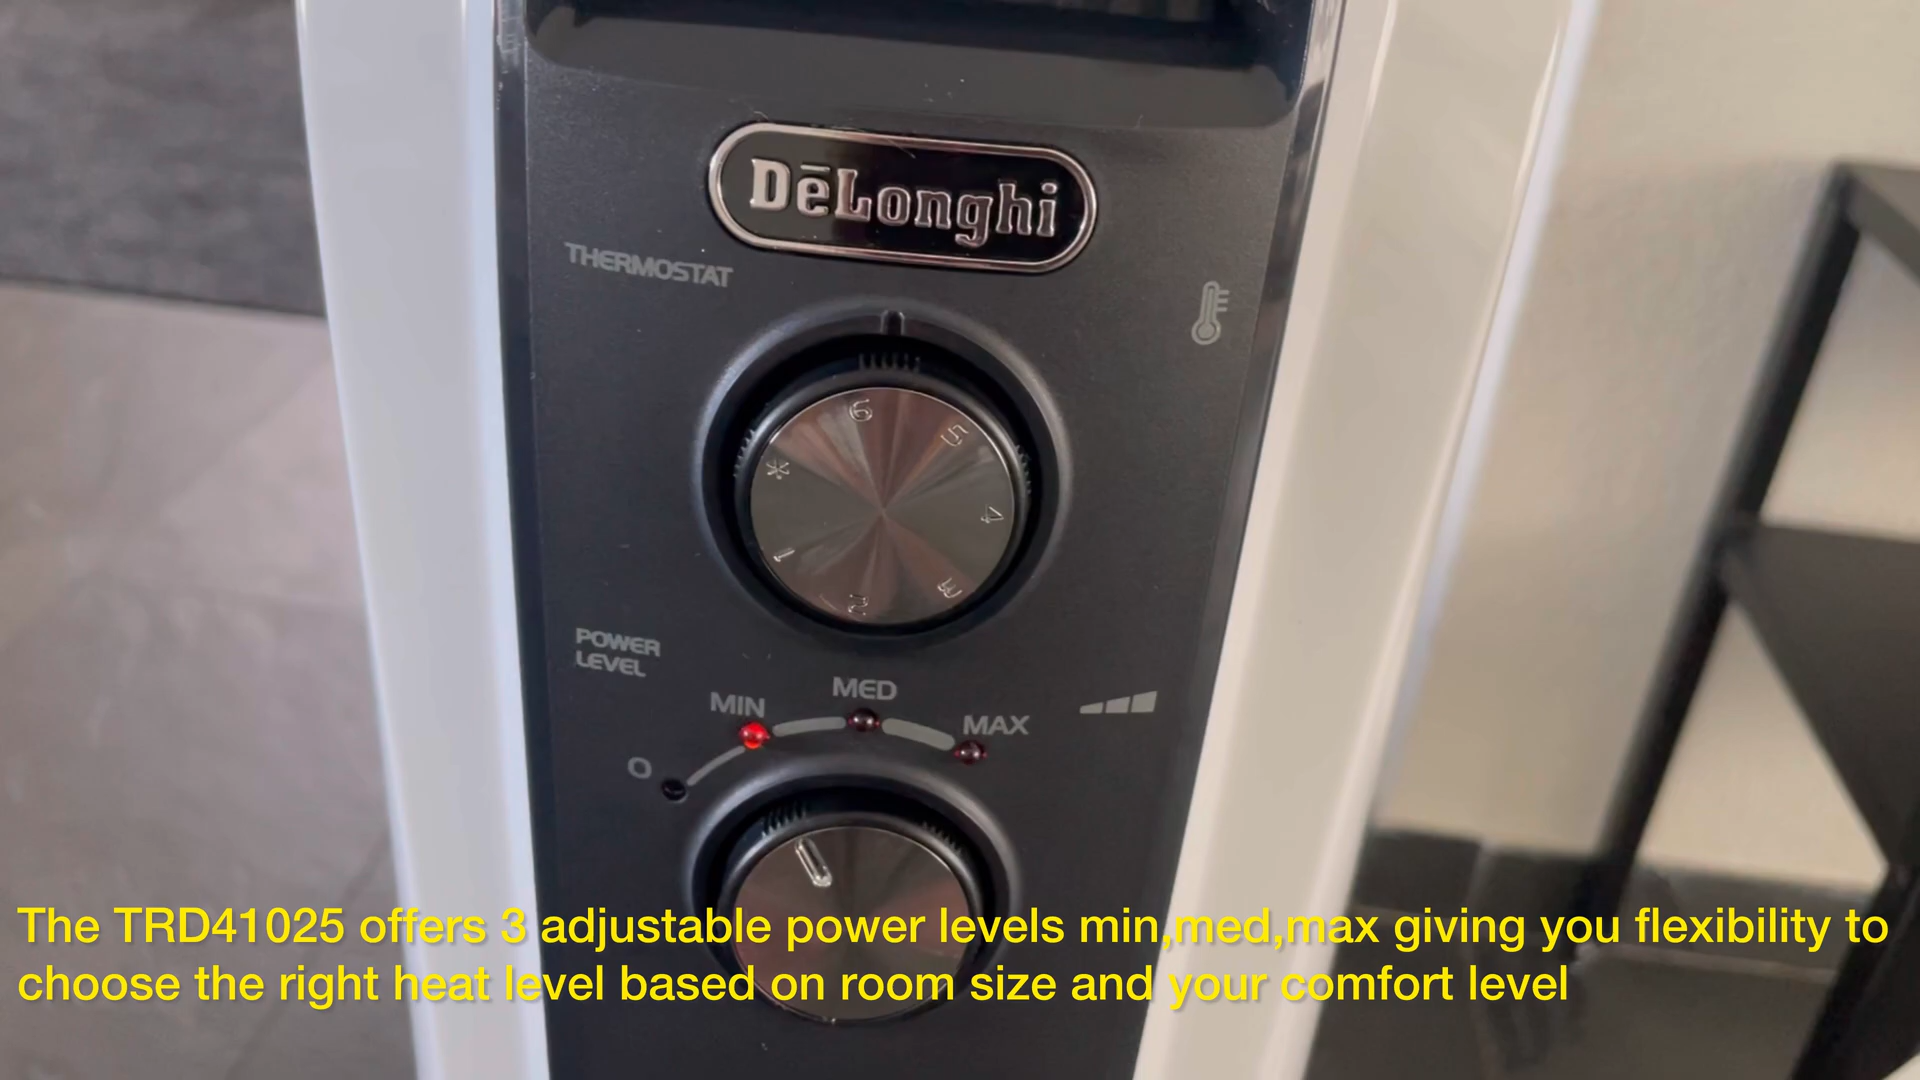 DēLonghi
THERMOSTAT
6
5
*
4
1
3
2
POWER
LEVEL
MED
MIN
MAX
O
The TRD41025 offers 3 adjustable power levels min,med,max giving you flexibility to
choose the right heat level based on room size and your comfort level